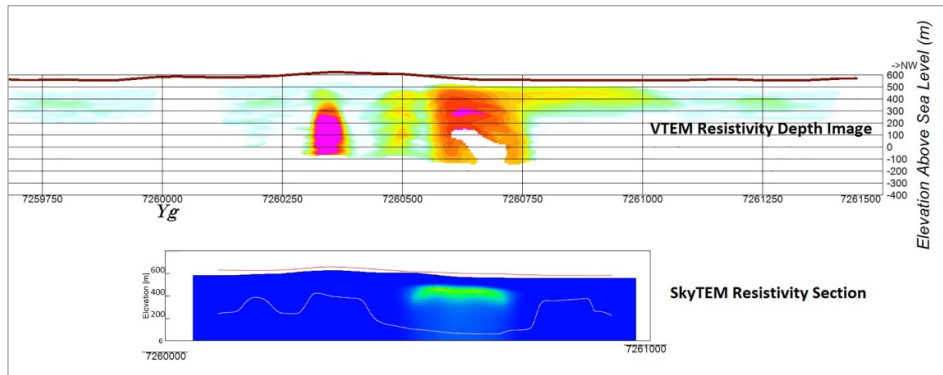 ->NW
600
500
400
300
200
100
0
-100
-200
-300
-400
Elevation Above Sea Level (m)
VTEM Resistivity Depth Image
7259750 7260000 7260250 7260500 7260750 7261000 7261250 7261500
Yg
Elevation [m]
600
400
200
0
SkyTEM Resistivity Section
7260000 7261000